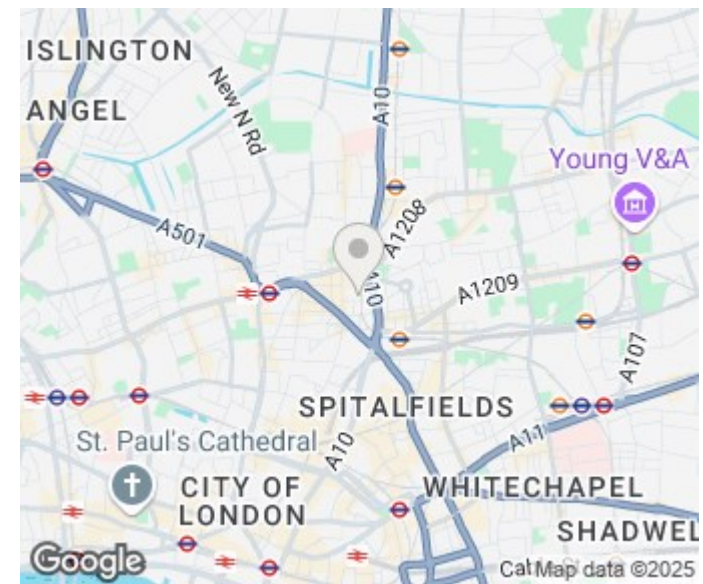 ISLINGTON
ANGEL
New N Rd
A10
Young V&A
A501
A1208
A10
A1209
A107
SPITALFIELDS
St. Paul's Cathedral
A10
A11
CITY OF
LONDON
WHITECHAPEL
SHADWEL
Google
Map data ©2025